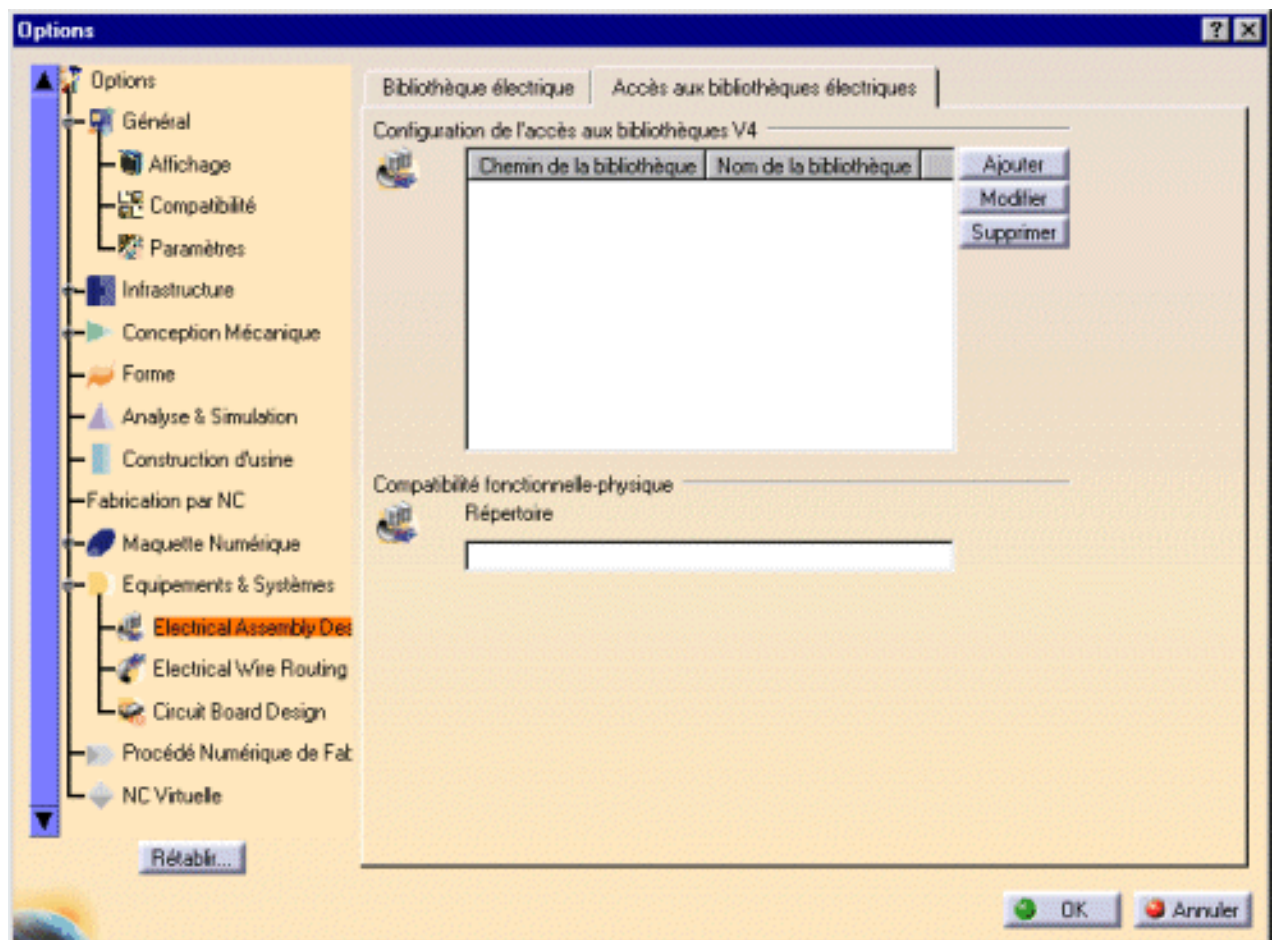 Options
Options
Général
Affichage
Compatibilité
Paramètres
Infrastructure
Conception Mécanique
Forme
Analyse & Simulation
Construction d'usine
Fabrication par NC
Maquette Numérique
Equipements & Systèmes
Electrical Assembly Des
Electrical Wire Routing
Circuit Board Design
Procédé Numérique de Fat
NC Virtuelle
Rétablir...
Bibliothèque électrique
Accès aux bibliothèques électriques
Configuration de l'accès aux bibliothèques V4
Chemin de la bibliothèque Nom de la bibliothèque
Ajouter
Modifier
Supprimer
Compatibilité fonctionnelle-physique
Répertoire
OK
Annuler